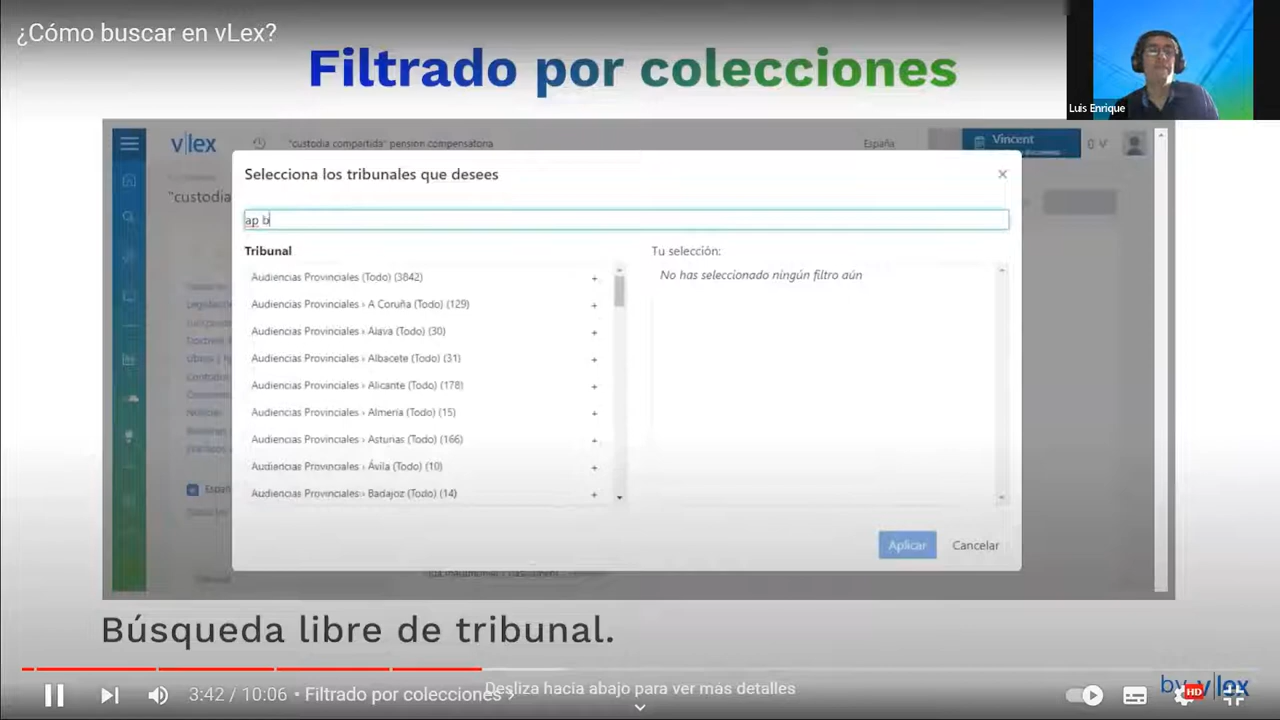 ¿Cómo buscar en vLex?
Filtrado por colecciones
Luis Enrique
v|lex
"custodia compartida" pension compensatoria
España
Vincent
0
"custodia
Selecciona los tribunales que desees
ap b
Tribunal
Tu selección:
Audiencias Provinciales (Todo) (3842) +
No has seleccionado ningún filtro aún
Audiencias Provinciales › A Coruña (Todo) (129) +
Audiencias Provinciales › Álava (Todo) (30) +
Audiencias Provinciales › Albacete (Todo) (31) +
Audiencias Provinciales › Alicante (Todo) (178) +
Audiencias Provinciales › Almería (Todo) (15) +
Audiencias Provinciales › Asturias (Todo) (166) +
Audiencias Provinciales › Ávila (Todo) (10) +
Audiencias Provinciales › Badajoz (Todo) (14) +
Aplicar
Cancelar
Búsqueda libre de tribunal.
3:42 / 10:06 • Filtrado por colecciones ›
Desliza hacia abajo para ver más detalles
by v|lex
HD